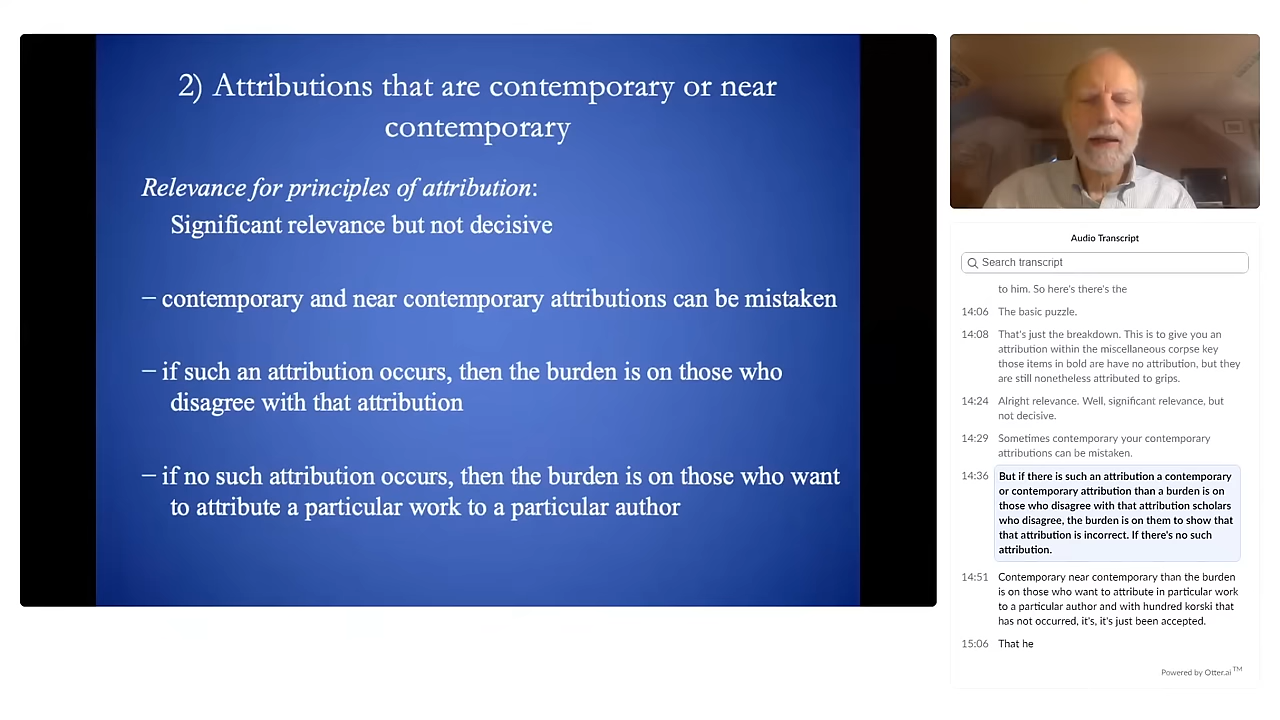 2) Attributions that are contemporary or near
contemporary
Relevance for principles of attribution:
Significant relevance but not decisive
– contemporary and near contemporary attributions can be mistaken
– if such an attribution occurs, then the burden is on those who
disagree with that attribution
– if no such attribution occurs, then the burden is on those who want
to attribute a particular work to a particular author
Audio Transcript
Search transcript
to him. So here's there's the
14:06 The basic puzzle.
14:08 That's just the breakdown. This is to give you an
attribution within the miscellaneous corpse key
those items in bold are have no attribution, but they
are still nonetheless attributed to grips.
14:24 Alright relevance. Well, significant relevance, but
not decisive.
14:29 Sometimes contemporary your contemporary
attributions can be mistaken.
14:36 But if there is such an attribution a contemporary
or contemporary attribution than a burden is on
those who disagree with that attribution scholars
who disagree, the burden is on them to show that
that attribution is incorrect. If there's no such
attribution.
14:51 Contemporary near contemporary than the burden
is on those who want to attribute in particular work
to a particular author and with hundred korski that
has not occurred, it's, it's just been accepted.
15:06 That he
Powered by Otter.ai TM